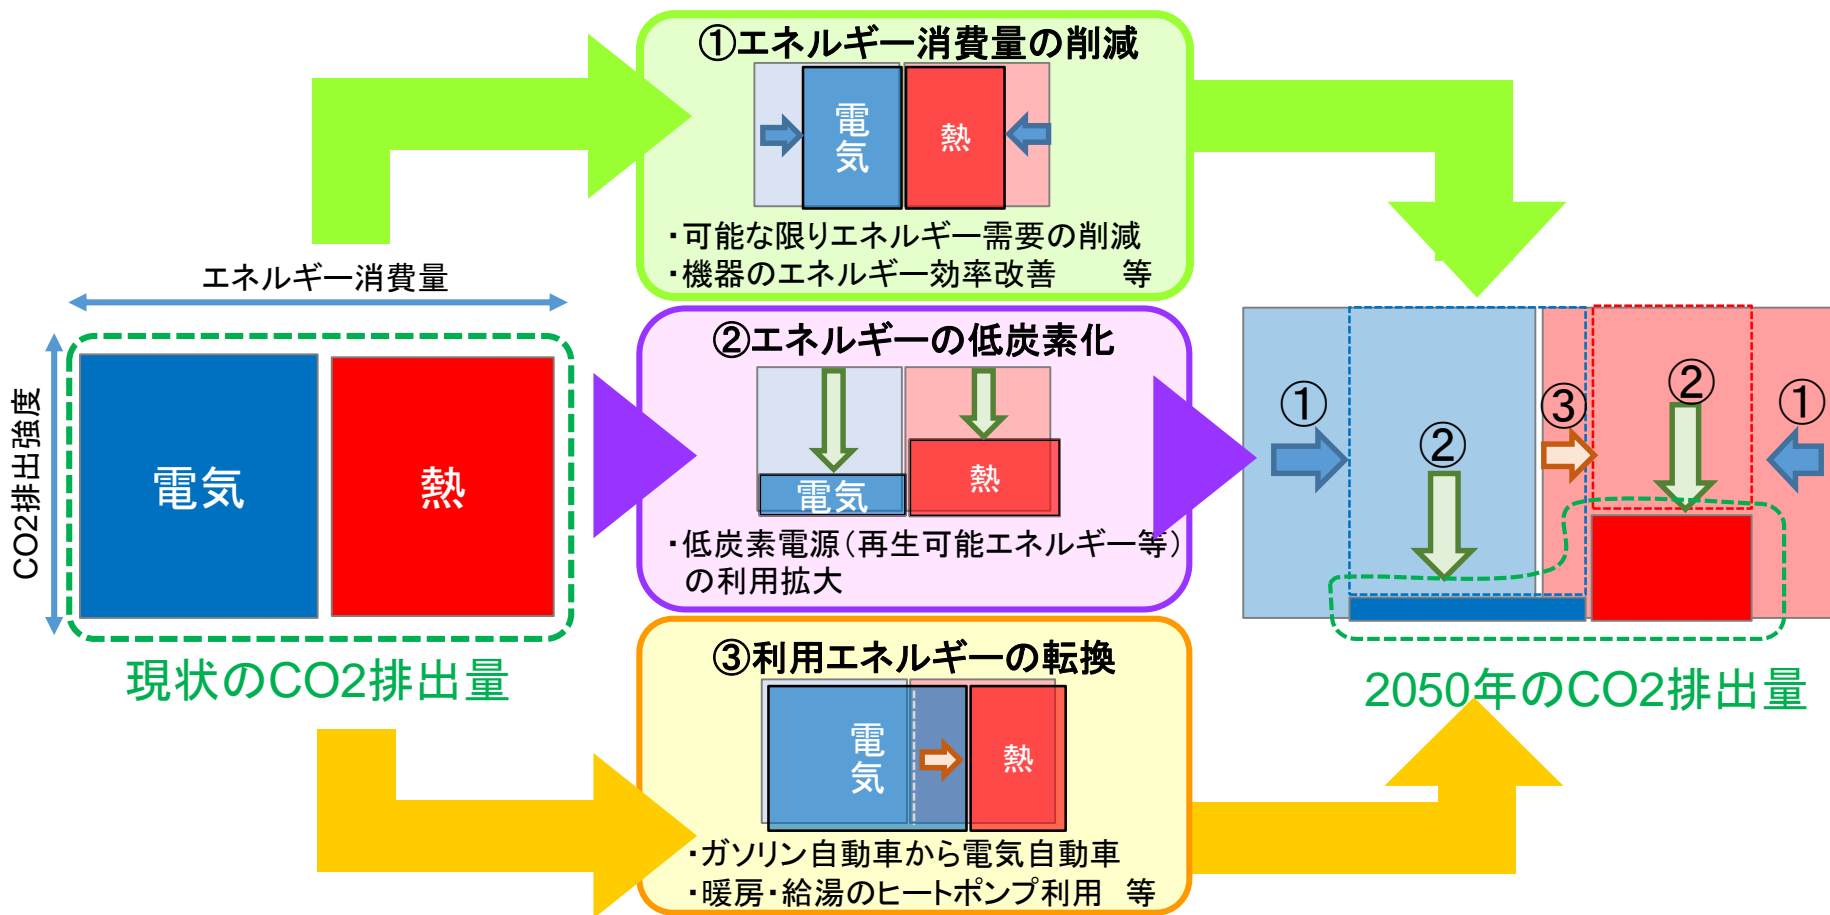 ①エネルギー消費量の削減
電気
熱
・可能な限りエネルギー需要の削減
・機器のエネルギー効率改善　　等
エネルギー消費量
CO2排出強度
電気
熱
現状のCO2排出量
②エネルギーの低炭素化
電気
熱
・低炭素電源（再生可能エネルギー等）
の利用拡大
③利用エネルギーの転換
電気
熱
・ガソリン自動車から電気自動車
・暖房・給湯のヒートポンプ利用　等
①
②
③
②
①
2050年のCO2排出量